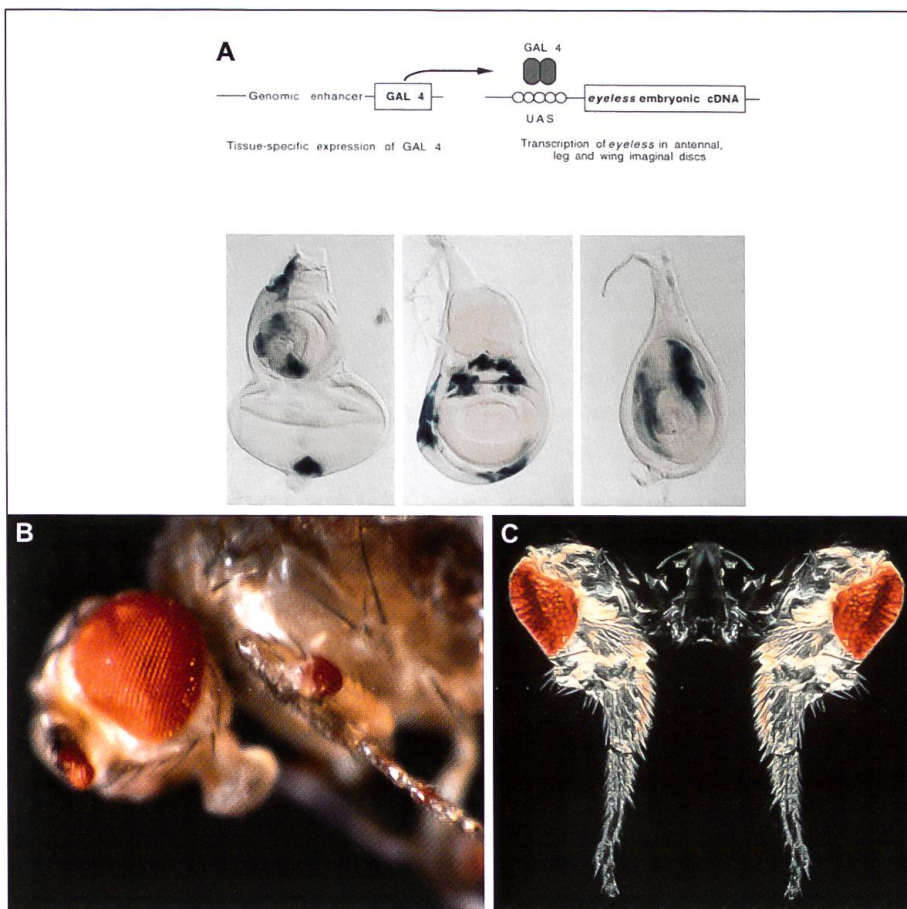 A
GAL 4
Genomic enhancer GAL 4 eyeless embryonic cDNA
UAS
Tissue-specific expression of GAL 4 Transcription of eyeless in antennal,
leg and wing imaginal discs
B
C